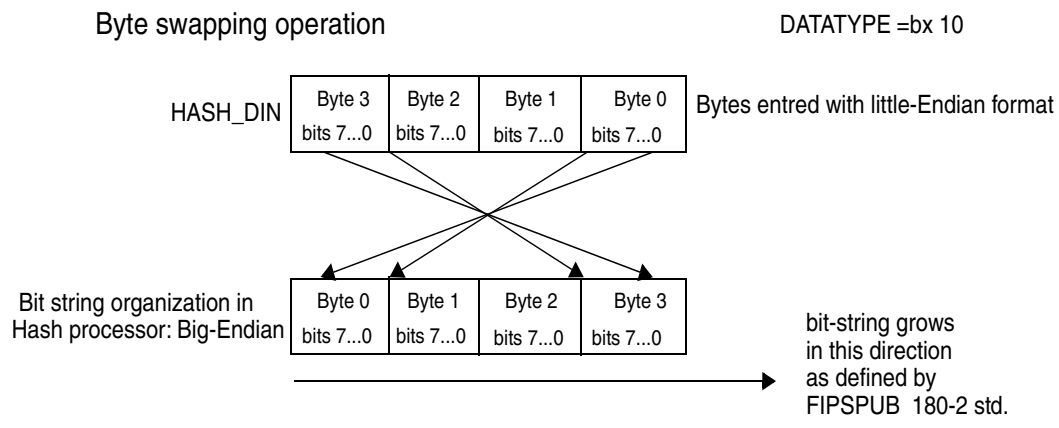 Byte swapping operation
DATATYPE =bx 10
HASH_DIN
Byte 3 Byte 2 Byte 1 Byte 0
bits 7...0 bits 7...0 bits 7...0 bits 7...0
Bytes entred with little-Endian format
Bit string organization in
Hash processor: Big-Endian
Byte 0 Byte 1 Byte 2 Byte 3
bits 7...0 bits 7...0 bits 7...0 bits 7...0
bit-string grows
in this direction
as defined by
FIPSPUB 180-2 std.